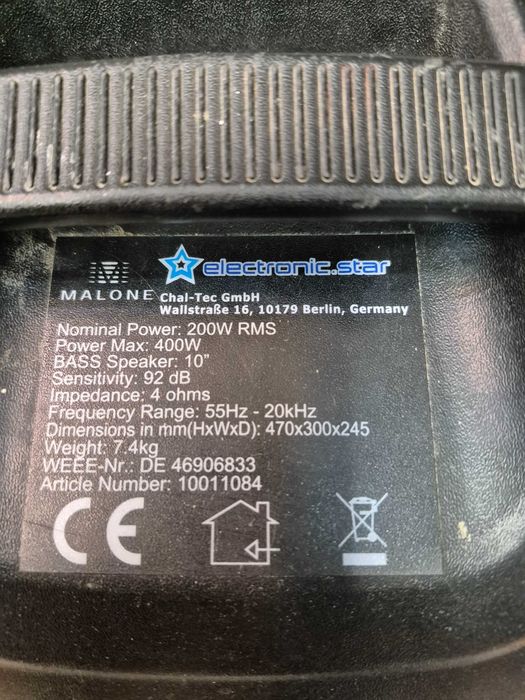 electronic.star
MALONE Chal-Tec GmbH
Wallstraße 16, 10179 Berlin, Germany
Nominal Power: 200W RMS
Power Max: 400W
BASS Speaker: 10"
Sensitivity: 92 dB
Impedance: 4 ohms
Frequency Range: 55Hz - 20kHz
Dimensions in mm(HxWxD): 470x300x245
Weight: 7.4kg
WEEE-Nr.: DE 46906833
Article Number: 10011084
CE